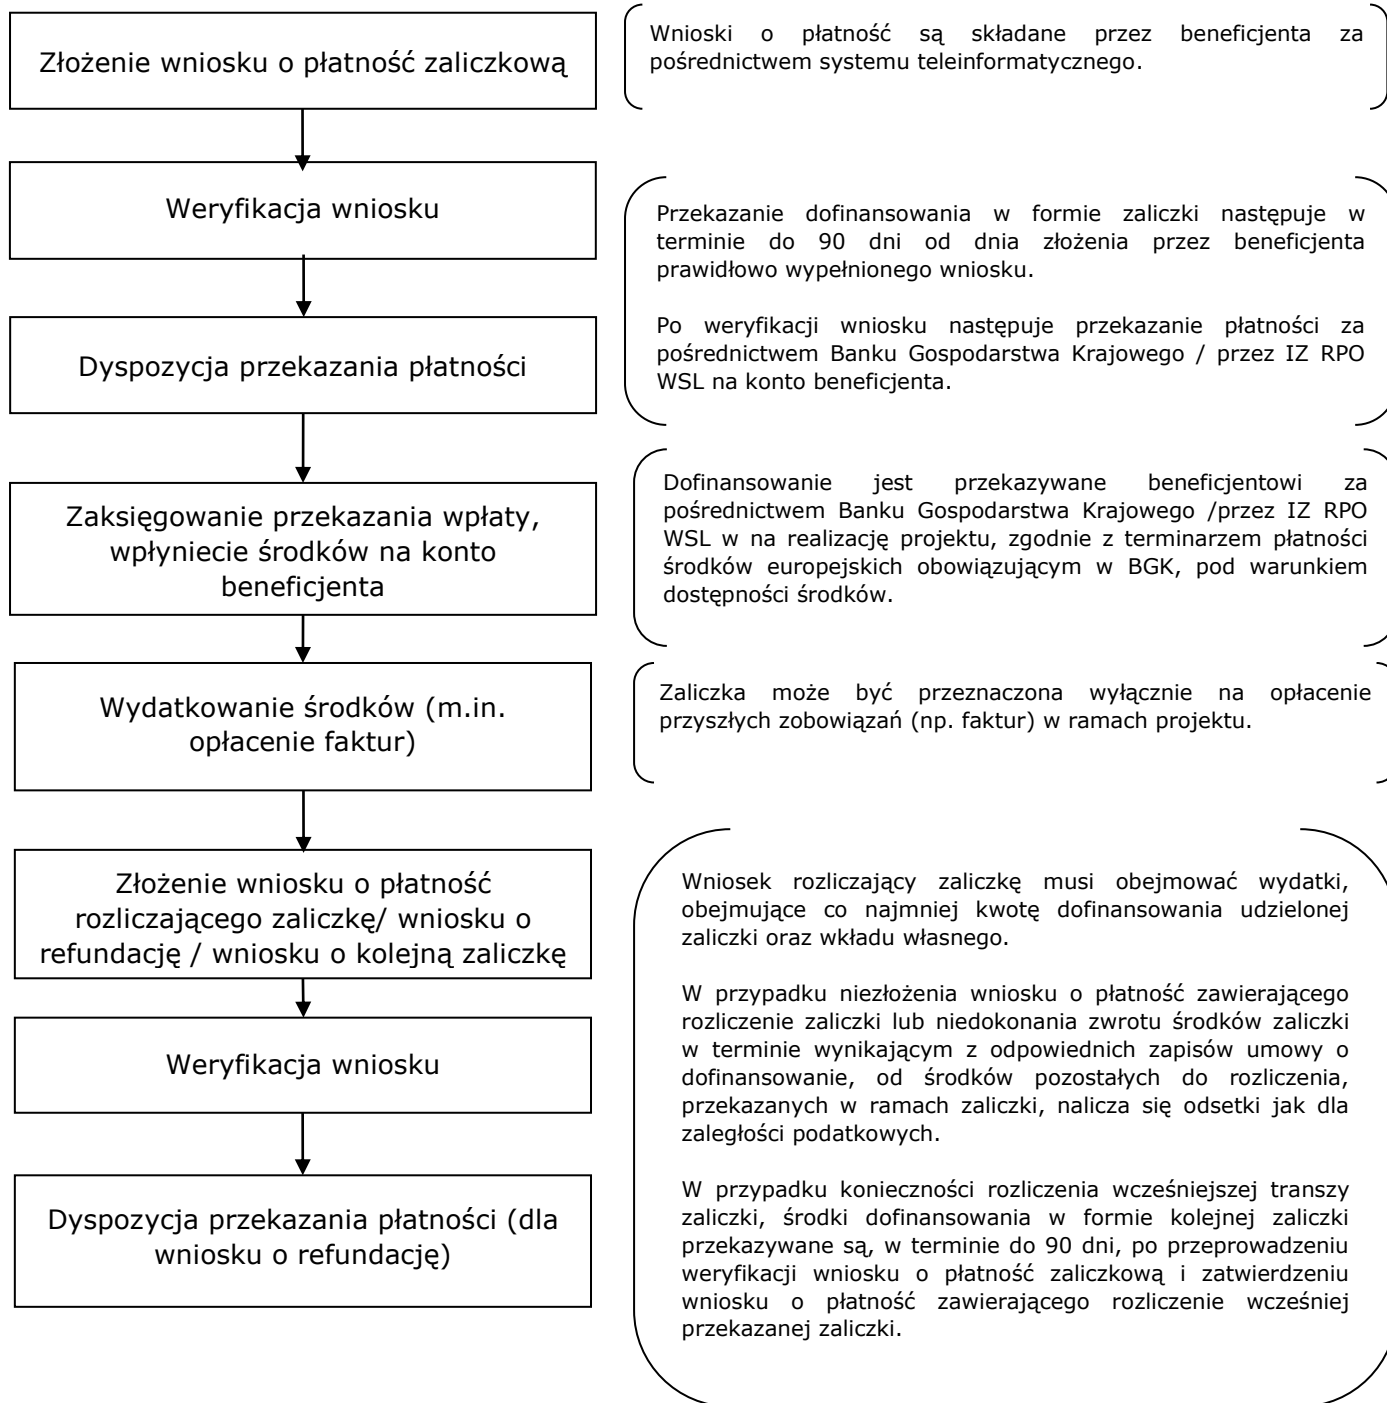 Złożenie wniosku o płatność zaliczkową
Wnioski o płatność są składane przez beneficjenta za
pośrednictwem systemu teleinformatycznego.
Weryfikacja wniosku
Przekazanie dofinansowania w formie zaliczki następuje w
terminie do 90 dni od dnia złożenia przez beneficjenta
prawidłowo wypełnionego wniosku.
Po weryfikacji wniosku następuje przekazanie płatności za
pośrednictwem Banku Gospodarstwa Krajowego / przez IZ RPO
WSL na konto beneficjenta.
Dyspozycja przekazania płatności
Zaksięgowanie przekazania wpłaty,
wpłyniecie środków na konto
beneficjenta
Dofinansowanie jest przekazywane beneficjentowi za
pośrednictwem Banku Gospodarstwa Krajowego /przez IZ RPO
WSL w na realizację projektu, zgodnie z terminarzem płatności
środków europejskich obowiązującym w BGK, pod warunkiem
dostępności środków.
Wydatkowanie środków (m.in.
opłacenie faktur)
Zaliczka może być przeznaczona wyłącznie na opłacenie
przyszłych zobowiązań (np. faktur) w ramach projektu.
Złożenie wniosku o płatność
rozliczającego zaliczkę/ wniosku o
refundację / wniosku o kolejną zaliczkę
Weryfikacja wniosku
Dyspozycja przekazania płatności (dla
wniosku o refundację)
Wniosek rozliczający zaliczkę musi obejmować wydatki,
obejmujące co najmniej kwotę dofinansowania udzielonej
zaliczki oraz wkładu własnego.
W przypadku niezłożenia wniosku o płatność zawierającego
rozliczenie zaliczki lub niedokonania zwrotu środków zaliczki
w terminie wynikającym z odpowiednich zapisów umowy o
dofinansowanie, od środków pozostałych do rozliczenia,
przekazanych w ramach zaliczki, nalicza się odsetki jak dla
zaległości podatkowych.
W przypadku konieczności rozliczenia wcześniejszej transzy
zaliczki, środki dofinansowania w formie kolejnej zaliczki
przekazywane są, w terminie do 90 dni, po przeprowadzeniu
weryfikacji wniosku o płatność zaliczkową i zatwierdzeniu
wniosku o płatność zawierającego rozliczenie wcześniej
przekazanej zaliczki.